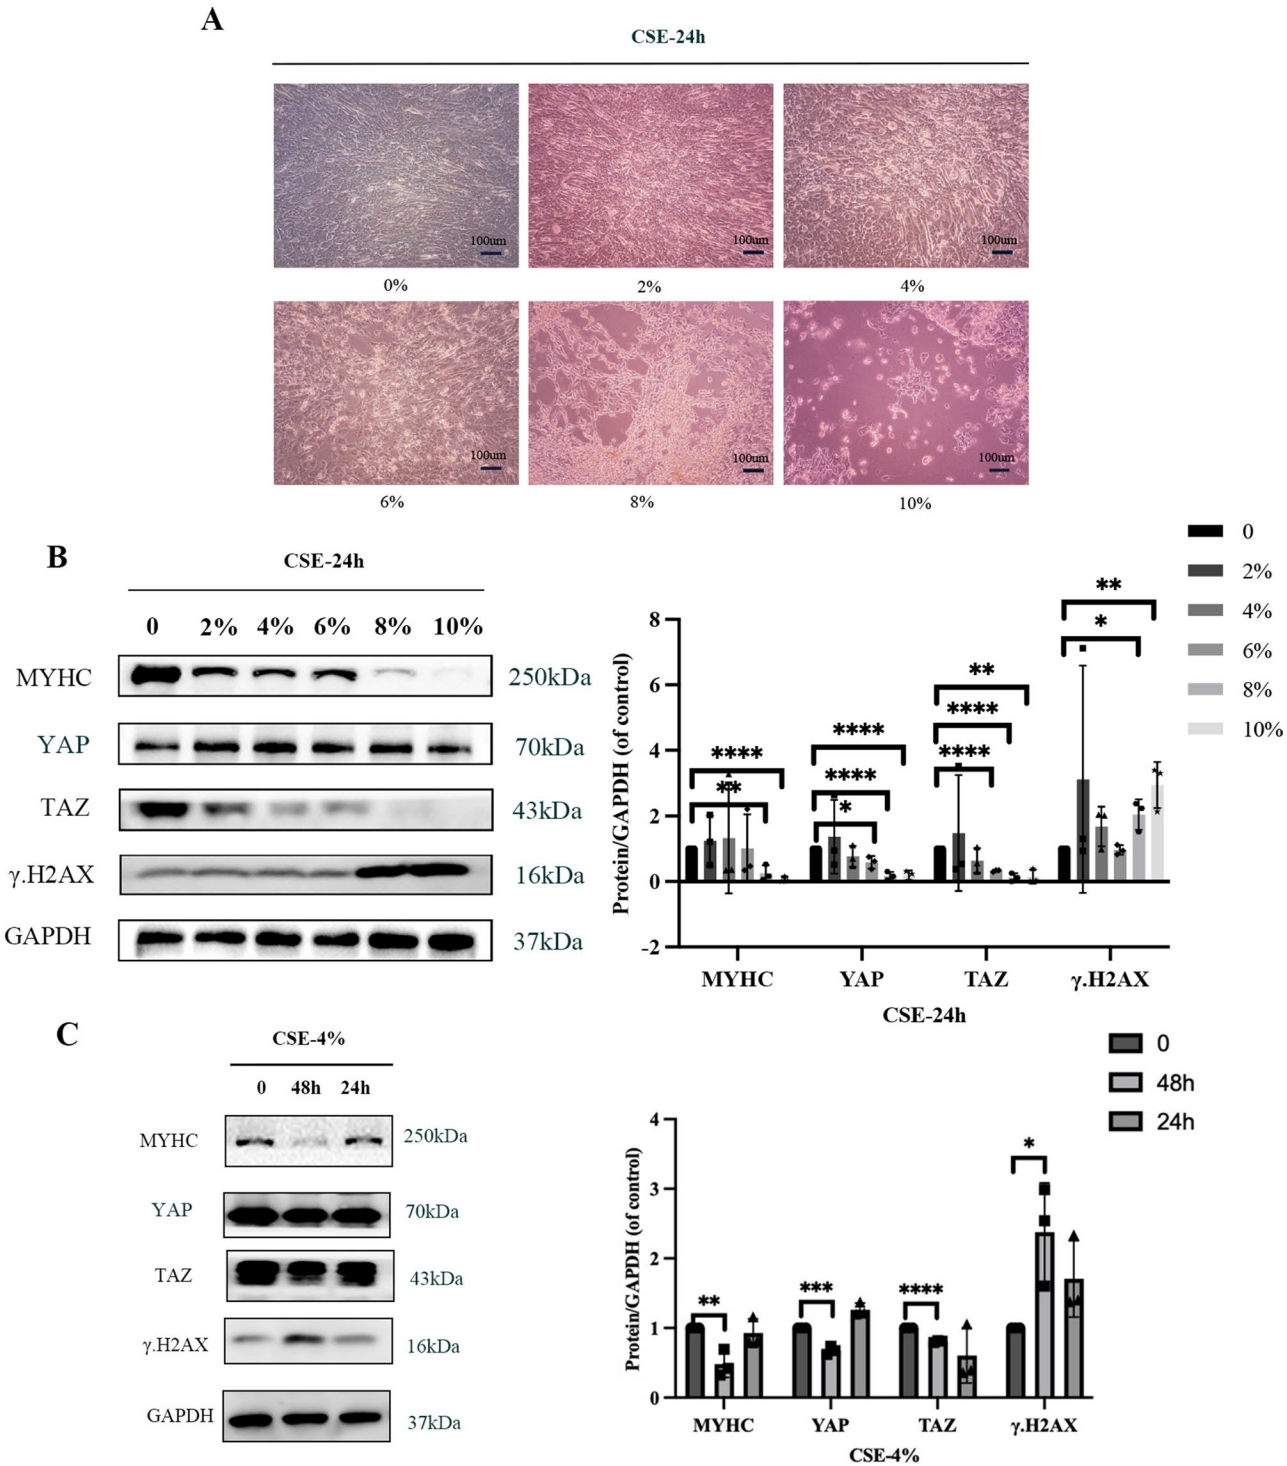 A
CSE-24h
100um
100um
100um
0%
2%
4%
100um
100um
100um
6%
8%
10%
B
CSE-24h
0 2% 4% 6% 8% 10%
MYHC
250kDa
YAP
70kDa
TAZ
43kDa
γ.H2AX
16kDa
GAPDH
37kDa
0
2%
4%
6%
8%
10%
Protein/GAPDH (of control)
8
6
4
2
0
-2
****
**
****
****
*
**
****
****
**
*
MYHC YAP TAZ γ.H2AX
CSE-24h
C
CSE-4%
0 48h 24h
MYHC
250kDa
YAP
70kDa
TAZ
43kDa
γ.H2AX
16kDa
GAPDH
37kDa
0
48h
24h
Protein/GAPDH (of control)
4
3
2
1
0
**
***
****
*
MYHC YAP TAZ γ.H2AX
CSE-4%